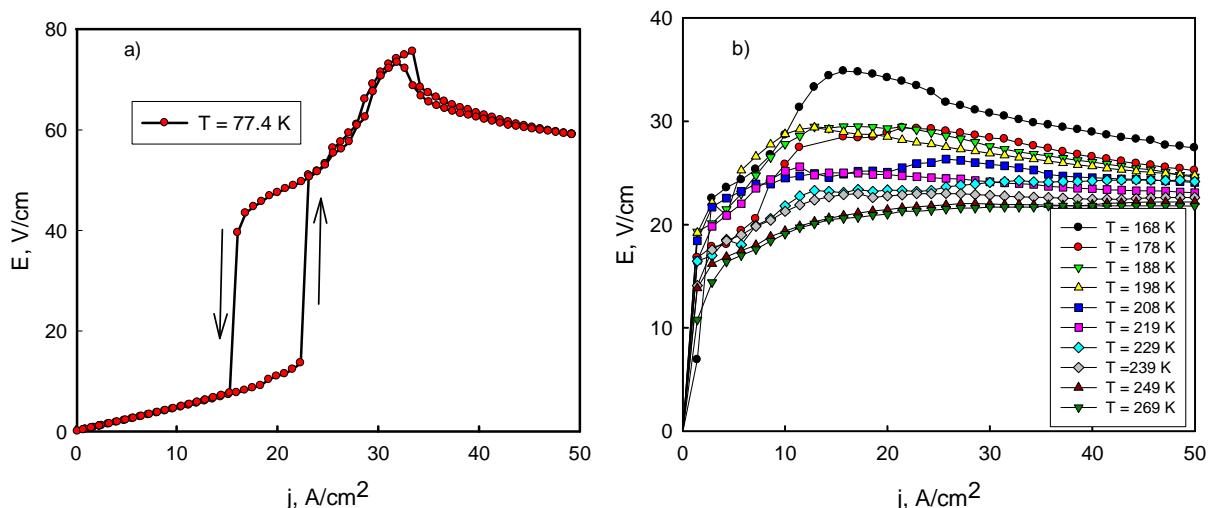 a)
T = 77.4 K
E, V/cm
80
60
40
20
0
0 10 20 30 40 50
j, A/cm²
b)
E, V/cm
40
30
20
10
0
T = 168 K
T = 178 K
T = 188 K
T = 198 K
T = 208 K
T = 219 K
T = 229 K
T =239 K
T = 249 K
T = 269 K
0 10 20 30 40 50
j, A/cm²